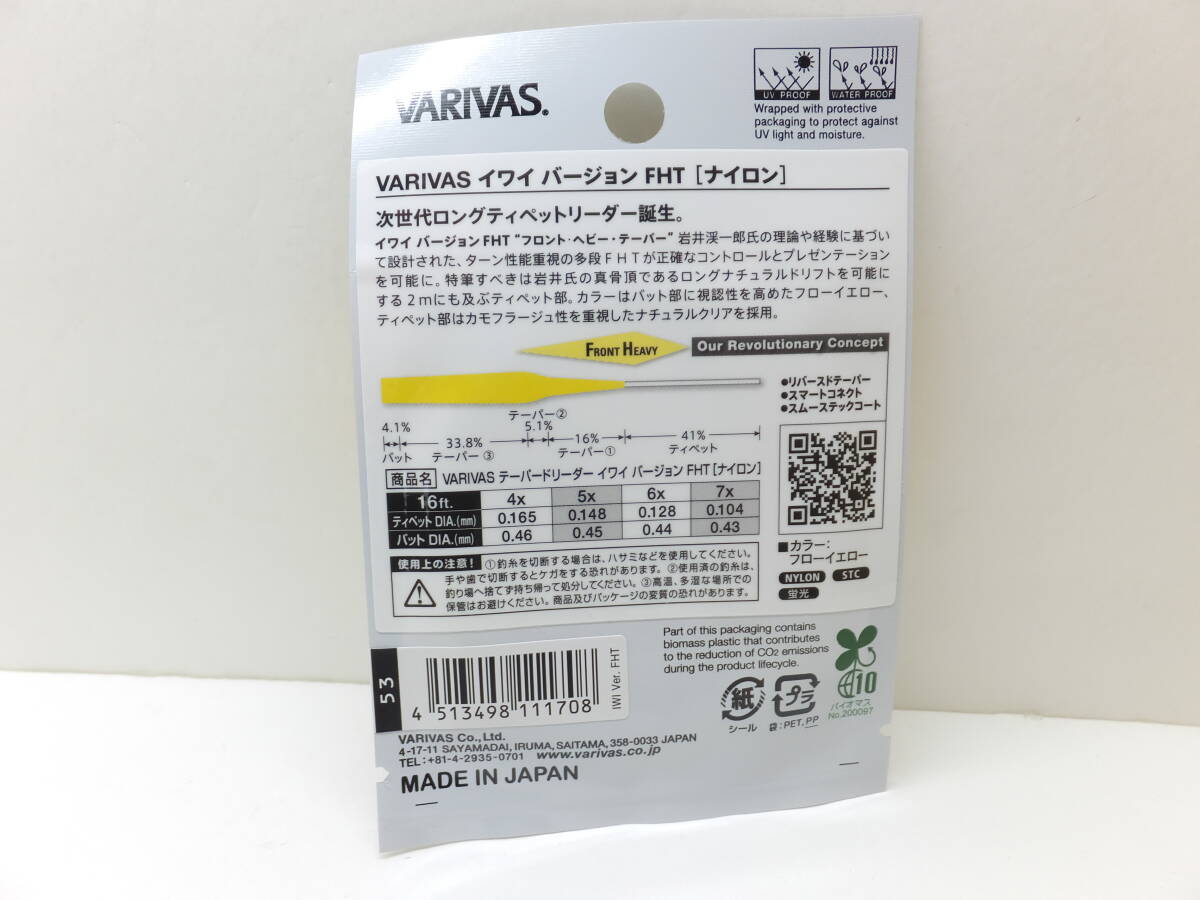 VARIVAS®
UV PROOF
WATER PROOF
Wrapped with protective
packaging to protect against
UV light and moisture.
VARIVAS イワイ バージョン FHT [ナイロン]
次世代ロングティペットリーダー誕生。
イワイ バージョンFHT "フロント・ヘビー・テーパー" 岩井渓一郎氏の理論や経験に基づい
て設計された、ターン性能重視の多段FHTが正確なコントロールとプレゼンテーション
を可能に。特筆すべきは岩井氏の真骨頂であるロングナチュラルドリフトを可能に
する2mにも及ぶティペット部。カラーはバット部に視認性を高めたフローイエロー、
ティペット部はカモフラージュ性を重視したナチュラルクリアを採用。
FRONT HEAVY
Our Revolutionary Concept
●リバースドテーパー
●スマートコネクト
●スムーステックコート
テーパー②
4.1% 33.8% 5.1% 16% 41%
バット テーパー③ テーパー① ティペット
商品名 VARIVAS テーパードリーダー イワイ バージョン FHT[ナイロン]
16ft. 4x 5x 6x 7x
ティペット DIA.(mm) 0.165 0.148 0.128 0.104
バット DIA.(mm) 0.46 0.45 0.44 0.43
■カラー:
フローイエロー
NYLON STC
蛍光
使用上の注意! ①釣糸を切断する場合は、ハサミなどを使用してください。
手や歯で切断するとケガをする恐れがあります。②使用済の釣糸は、
釣り場へ捨てず持ち帰って処分してください。③高温、多湿な場所での
保管はお避けください。商品及びパッケージの変質の恐れがあります。
Part of this packaging contains
biomass plastic that contributes
to the reduction of CO2 emissions
during the product lifecycle.
53
4 513498 111708
IWI Ver. FHT
紙
シール
プラ
袋:PET, PP
10
バイオマス
No.200097
VARIVAS Co., Ltd.
4-17-11 SAYAMADAI, IRUMA, SAITAMA, 358-0033 JAPAN
TEL:+81-4-2935-0701 www.varivas.co.jp
MADE IN JAPAN